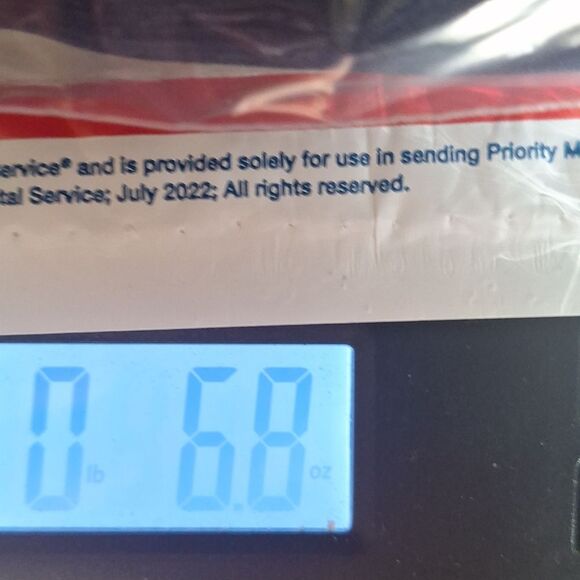 ervice® and is provided solely for use in sending Priority M
tal Service; July 2022; All rights reserved.
0 lb 6.8 oz